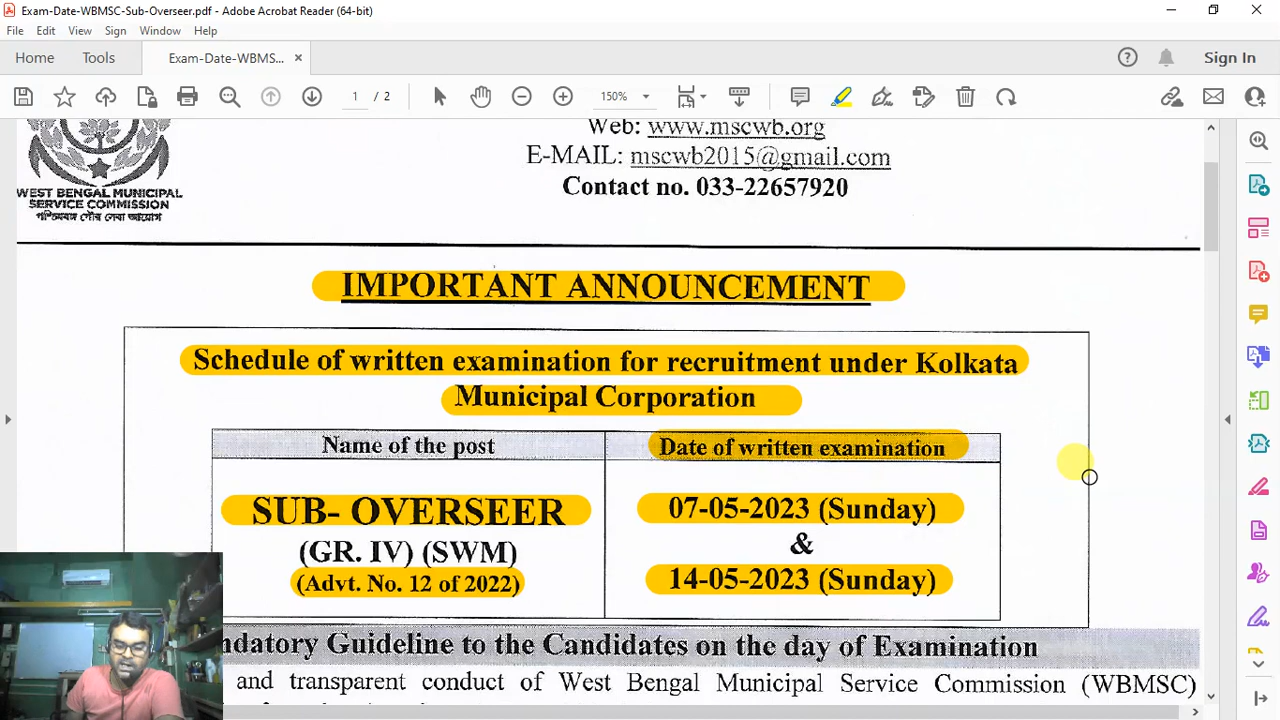 Exam-Date-WBMSC-Sub-Overseer.pdf - Adobe Acrobat Reader (64-bit)
File Edit View Sign Window Help
Home Tools Exam-Date-WBMS... × Sign In
1 / 2 150%
Web: www.mscwb.org
E-MAIL: mscwb2015@gmail.com
Contact no. 033-22657920
WEST BENGAL MUNICIPAL
SERVICE COMMISSION
পশ্চিমবঙ্গ পৌর সেবা আয়োগ
IMPORTANT ANNOUNCEMENT
Schedule of written examination for recruitment under Kolkata
Municipal Corporation
Name of the post Date of written examination
SUB- OVERSEER
(GR. IV) (SWM)
(Advt. No. 12 of 2022)
07-05-2023 (Sunday)
&
14-05-2023 (Sunday)
ndatory Guideline to the Candidates on the day of Examination
and transparent conduct of West Bengal Municipal Service Commission (WBMSC)